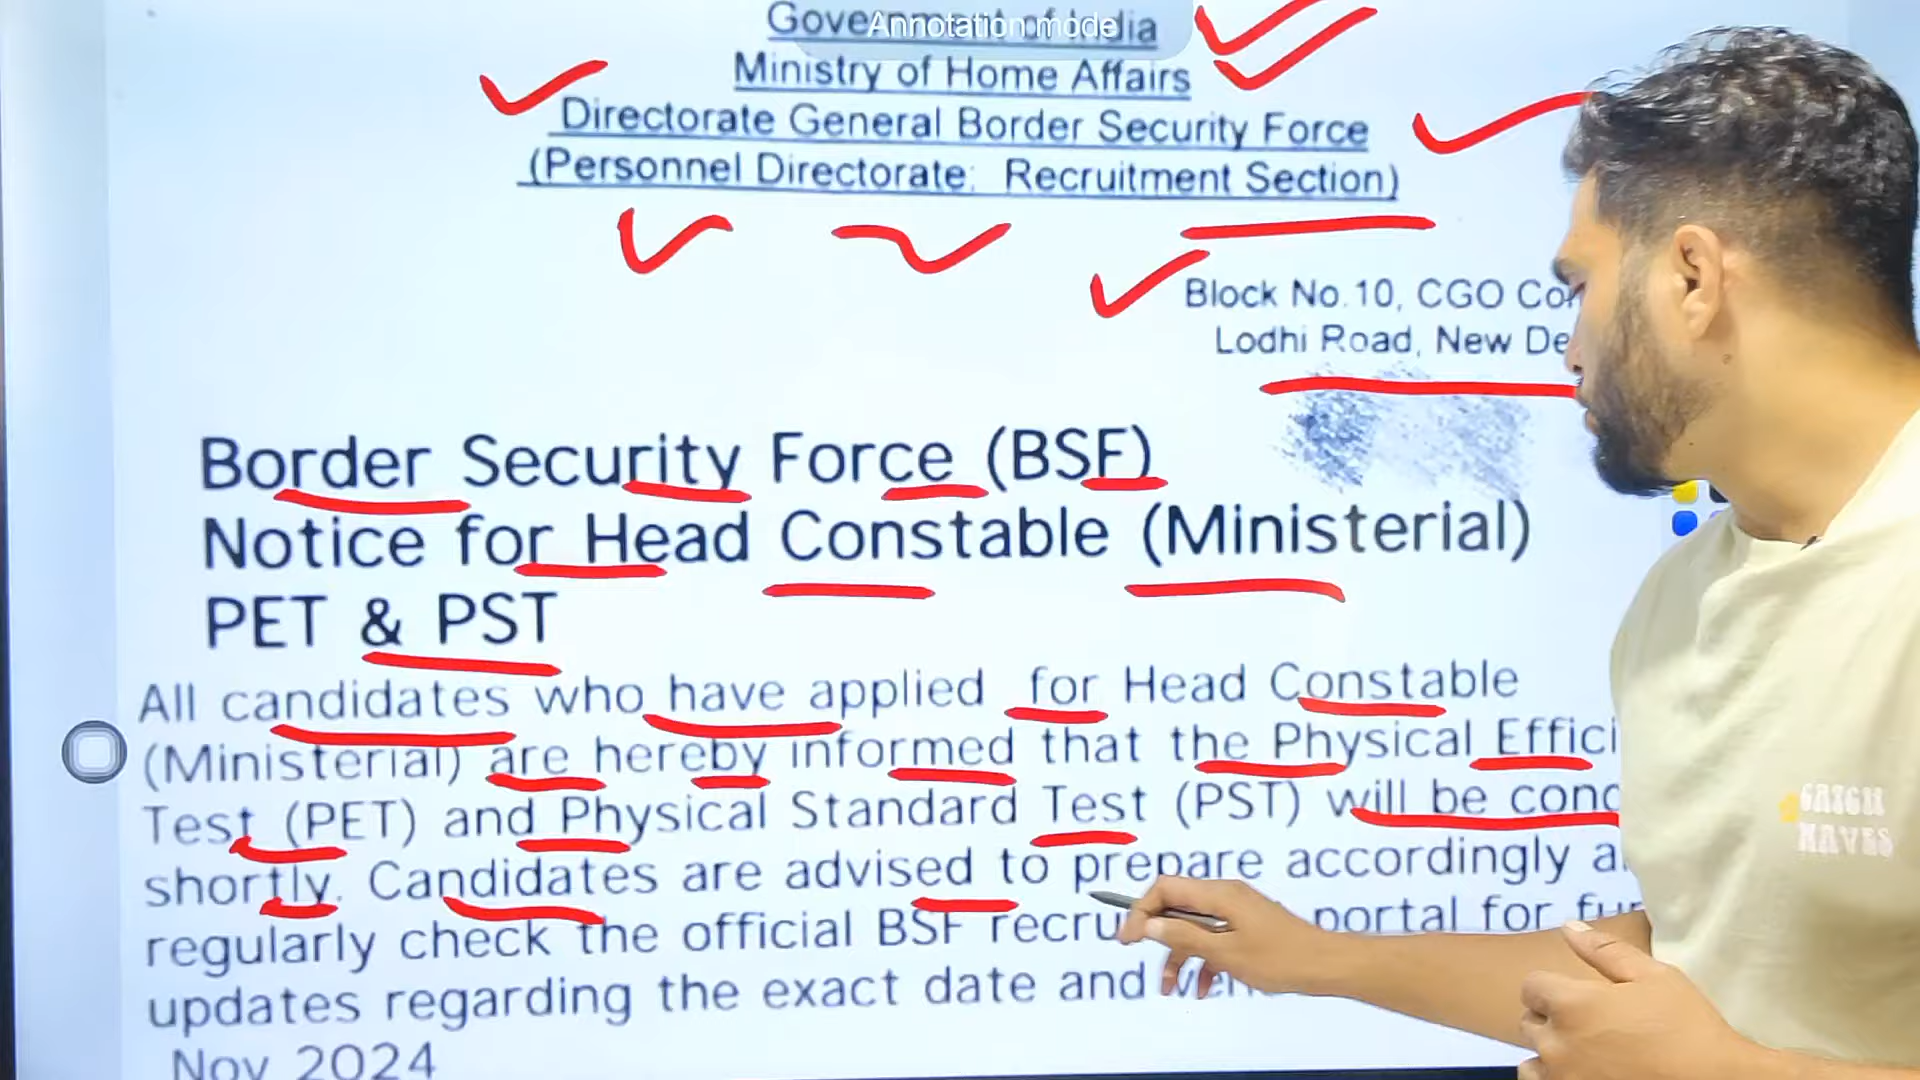 Government of India
Annotation mode
Ministry of Home Affairs
Directorate General Border Security Force
(Personnel Directorate: Recruitment Section)
Block No.10, CGO
Lodhi Road, New
Border Security Force (BSF)
Notice for Head Constable (Ministerial)
PET & PST
All candidates who have applied for Head Constable
(Ministerial) are hereby informed that the Physical
Test (PET) and Physical Standard Test (PST) will be
shortly. Candidates are advised to prepare accordingly
regularly check the official BSF portal for
updates regarding the exact date and
Nov 2024